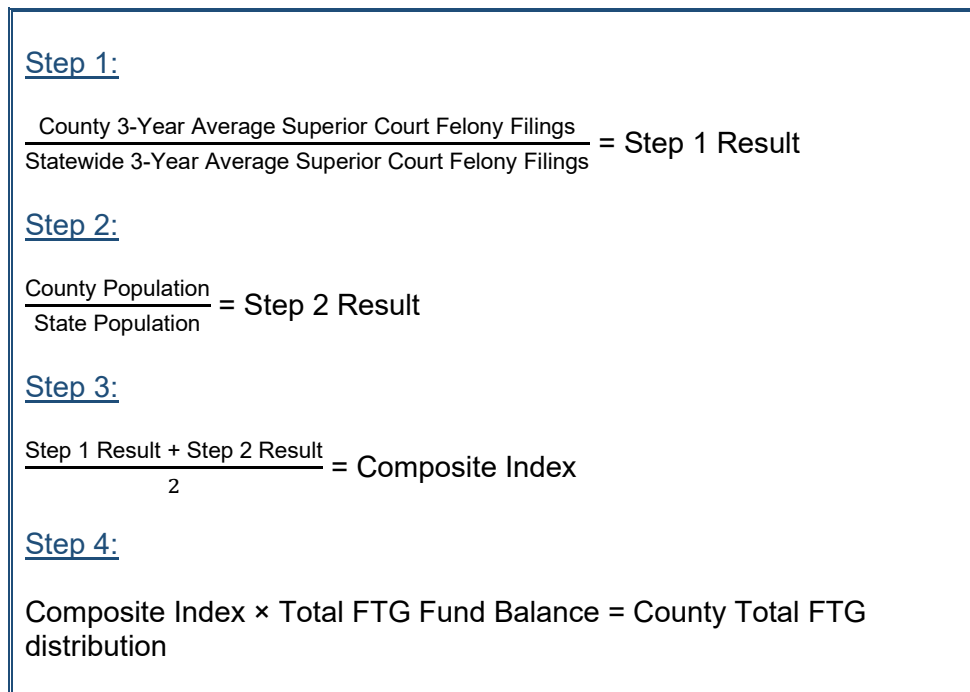 Step 1:
County 3-Year Average Superior Court Felony Filings
Statewide 3-Year Average Superior Court Felony Filings
= Step 1 Result
Step 2:
County Population
State Population
= Step 2 Result
Step 3:
Step 1 Result + Step 2 Result
2
= Composite Index
Step 4:
Composite Index × Total FTG Fund Balance = County Total FTG
distribution